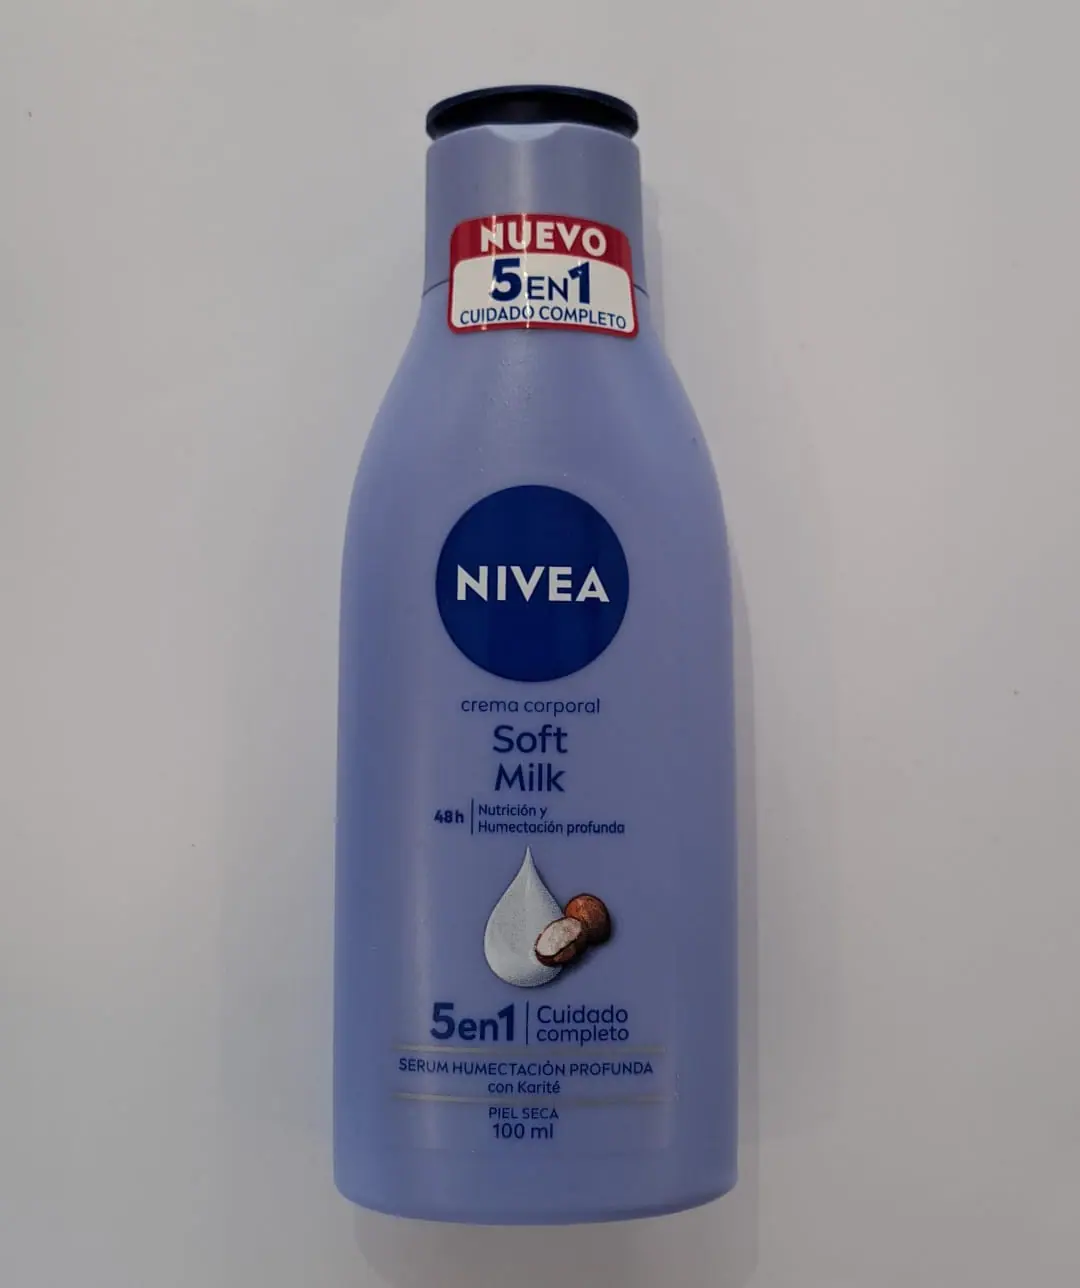 NUEVO
5EN1
CUIDADO COMPLETO
NIVEA
crema corporal
Soft
Milk
48h
Nutrición y
Humectación profunda
5en1
Cuidado
completo
SERUM HUMECTACIÓN PROFUNDA
con Karité
PIEL SECA
100 ml